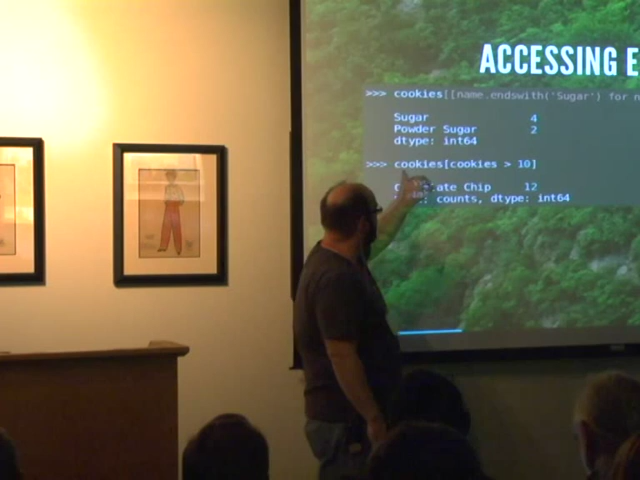 ACCESSING E
>>> cookies[[name.endswith('Sugar') for n
Sugar 4
Powder Sugar 2
dtype: int64
>>> cookies[cookies > 10]
Chip 12
counts, dtype: int64